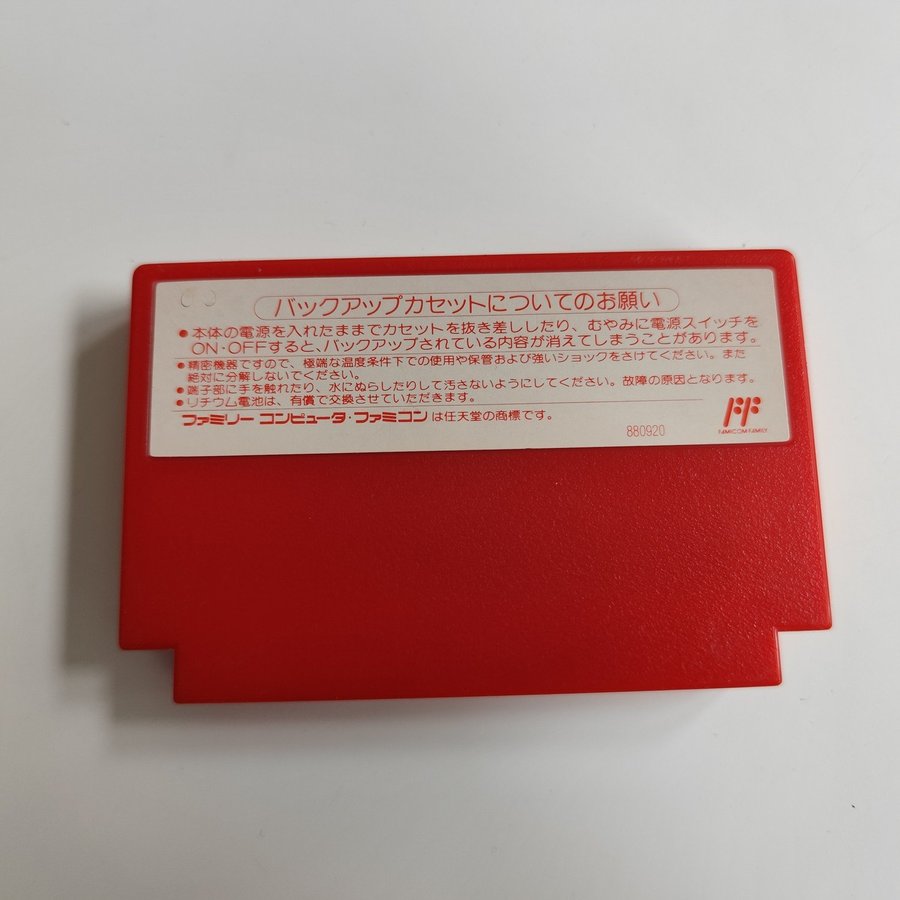 バックアップカセットについてのお願い
●本体の電源を入れたままでカセットを抜き差ししたり、むやみに電源スイッチを
ON・OFFすると、バックアップされている内容が消えてしまうことがあります。
●精密機器ですので、極端な温度条件下での使用や保管および強いショックをさけてください。また
絶対に分解しないでください。
●端子部に手を触れたり、水にぬらしたりして汚さないようにしてください。故障の原因となります。
●リチウム電池は、有償で交換させていただきます。
ファミリー コンピュータ・ファミコン は任天堂の商標です。
880920
FF
FAMICOM FAMILY